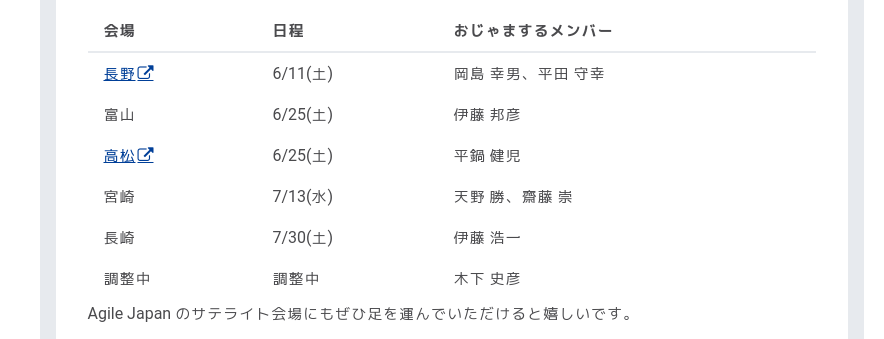 会場 日程 おじゃまするメンバー
長野 6/11(土) 岡島 幸男、平田 守幸
富山 6/25(土) 伊藤 邦彦
高松 6/25(土) 平鍋 健児
宮崎 7/13(水) 天野 勝、齋藤 崇
長崎 7/30(土) 伊藤 浩一
調整中 調整中 木下 史彦
Agile Japan のサテライト会場にもぜひ足を運んでいただけると嬉しいです。